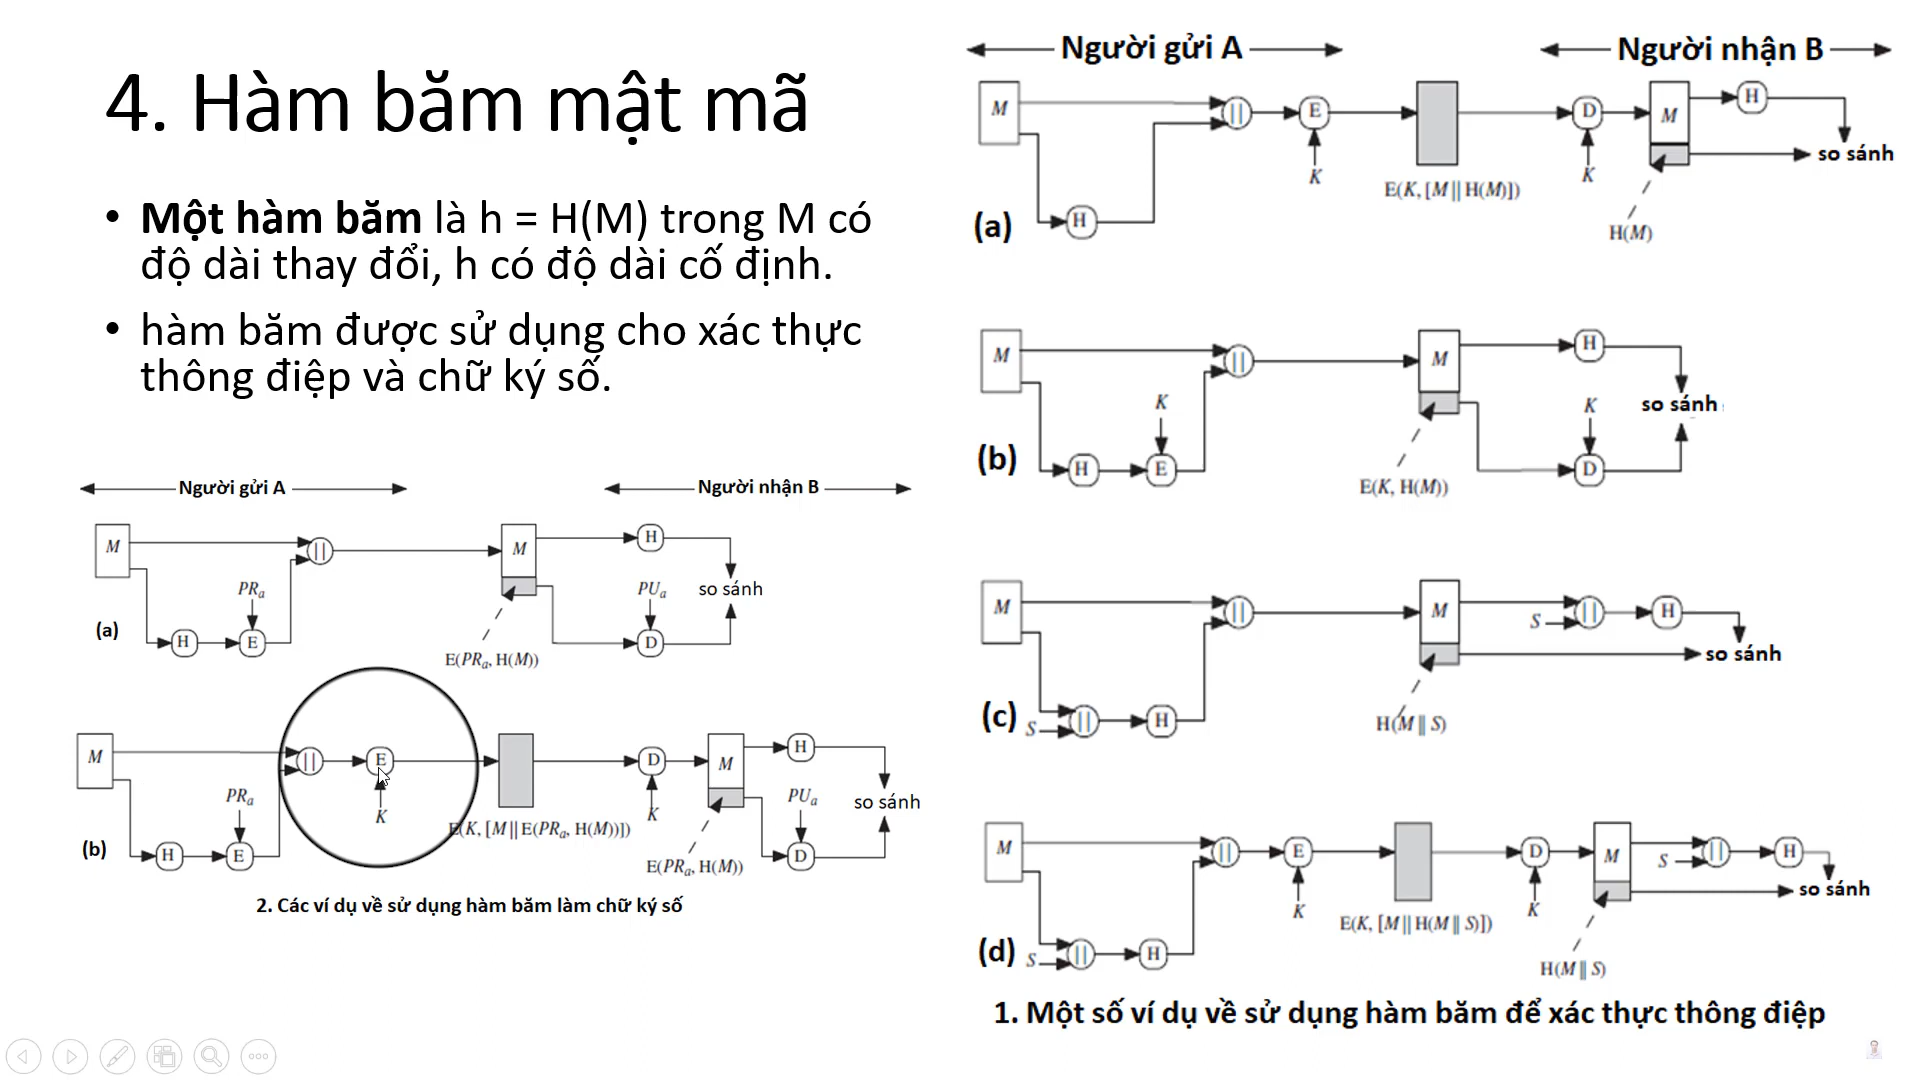 4. Hàm băm mật mã
• Một hàm băm là h = H(M) trong M có
độ dài thay đổi, h có độ dài cố định.
• hàm băm được sử dụng cho xác thực
thông điệp và chữ ký số.
Người gửi A
Người nhận B
M
||
H
PRₐ
E
(a)
M
E(PRₐ, H(M))
H
PUₐ
D
so sánh
M
||
E
K
PRₐ
H
E
(b)
E(K, [M || E(PRₐ, H(M))])
D
K
M
E(PRₐ, H(M))
H
PUₐ
D
so sánh
2. Các ví dụ về sử dụng hàm băm làm chữ ký số
Người gửi A
Người nhận B
M
||
E
K
H
(a)
E(K, [M || H(M)])
D
K
M
H(M)
H
so sánh
M
||
K
H
E
(b)
M
E(K, H(M))
H
K
D
so sánh
M
||
(c)
S
||
H
M
H(M || S)
S
||
H
so sánh
M
||
E
K
(d)
S
||
H
E(K, [M || H(M || S)])
D
K
M
H(M || S)
S
||
H
so sánh
1. Một số ví dụ về sử dụng hàm băm để xác thực thông điệp